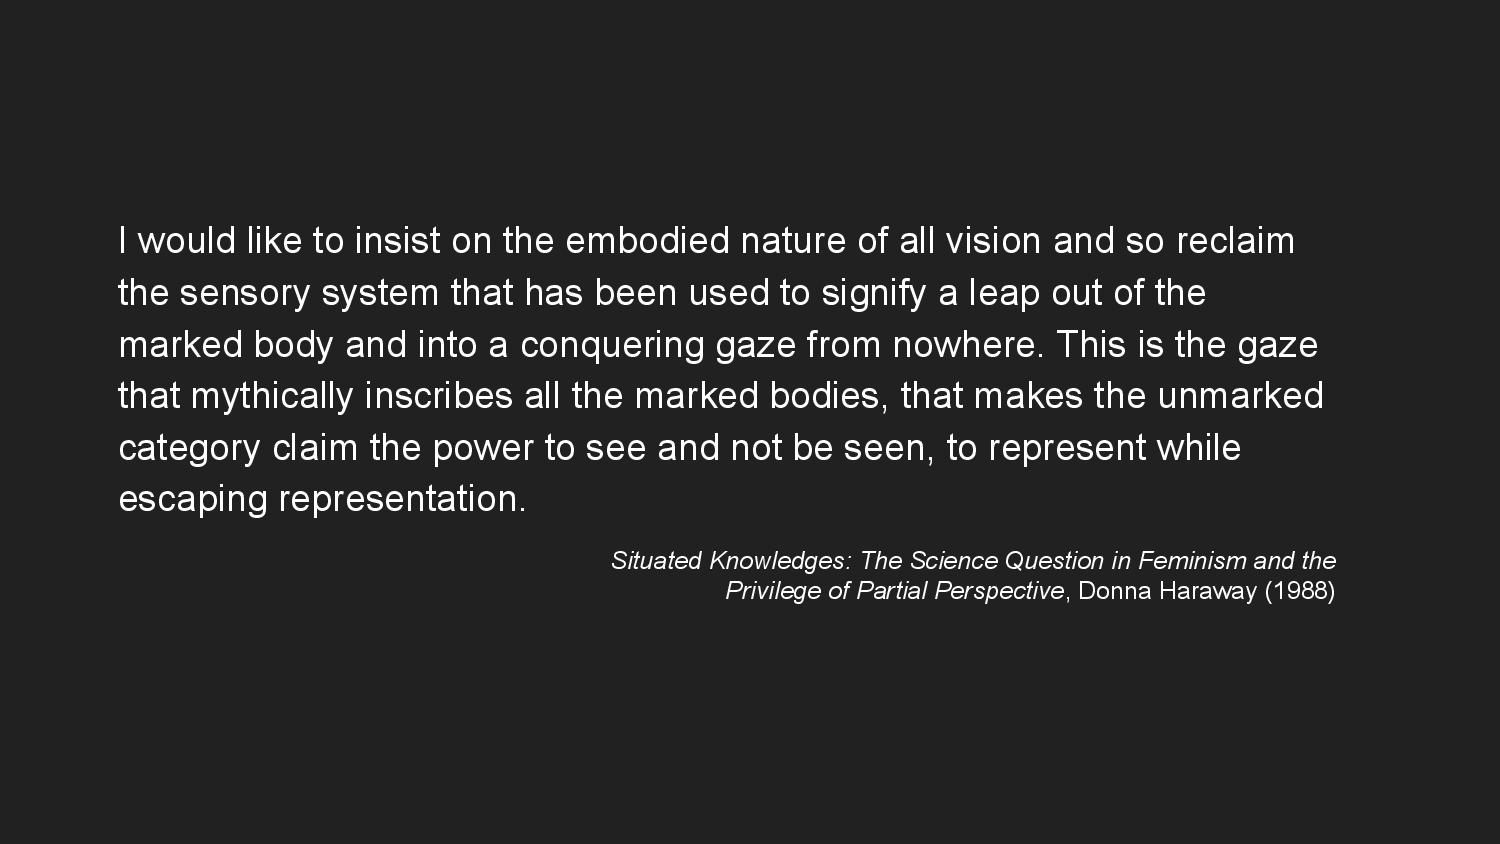 I would like to insist on the embodied nature of all vision and so reclaim
the sensory system that has been used to signify a leap out of the
marked body and into a conquering gaze from nowhere. This is the gaze
that mythically inscribes all the marked bodies, that makes the unmarked
category claim the power to see and not be seen, to represent while
escaping representation.
Situated Knowledges: The Science Question in Feminism and the
Privilege of Partial Perspective, Donna Haraway (1988)